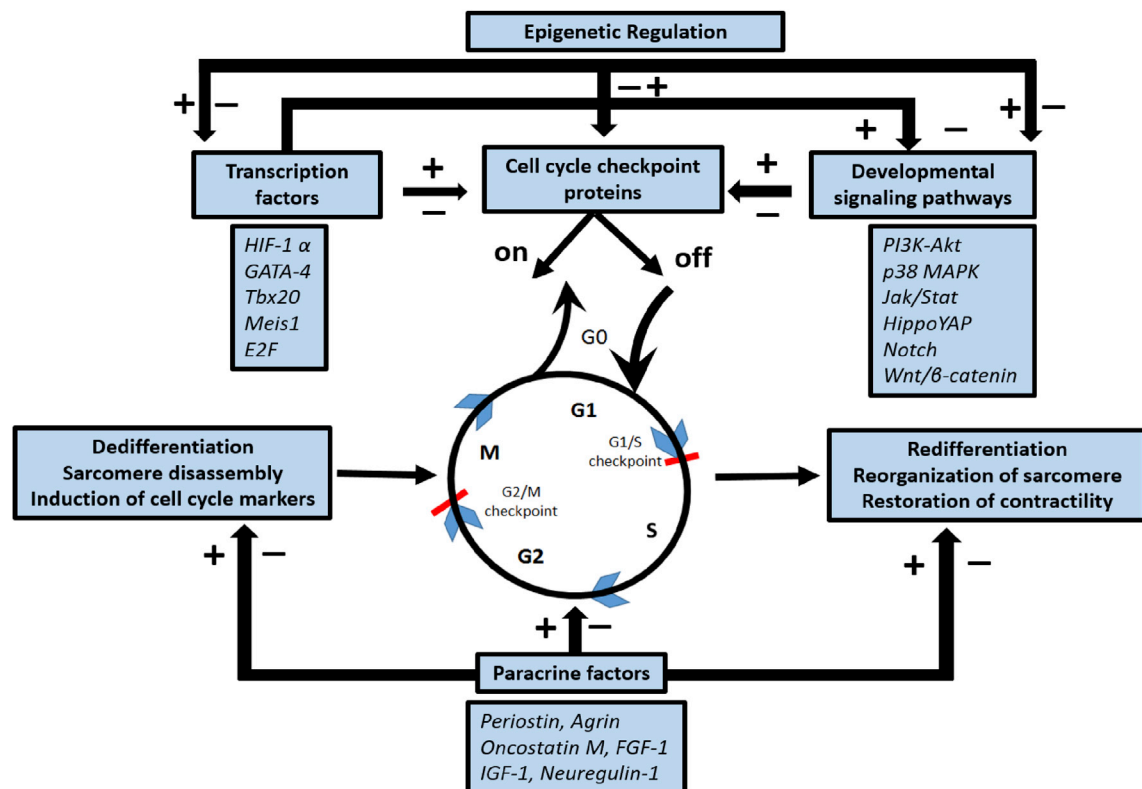 Epigenetic Regulation
+ −
− +
+ −
+ −
Transcription
factors
+
−
Cell cycle checkpoint
proteins
+
−
Developmental
signaling pathways
HIF-1 α
GATA-4
Tbx20
Meis1
E2F
on
off
PI3K-Akt
p38 MAPK
Jak/Stat
HippoYAP
Notch
Wnt/β-catenin
G0
G1
G1/S
checkpoint
M
G2/M
checkpoint
S
G2
Dedifferentiation
Sarcomere disassembly
Induction of cell cycle markers
Redifferentiation
Reorganization of sarcomere
Restoration of contractility
+ −
+ −
+ −
Paracrine factors
Periostin, Agrin
Oncostatin M, FGF-1
IGF-1, Neuregulin-1